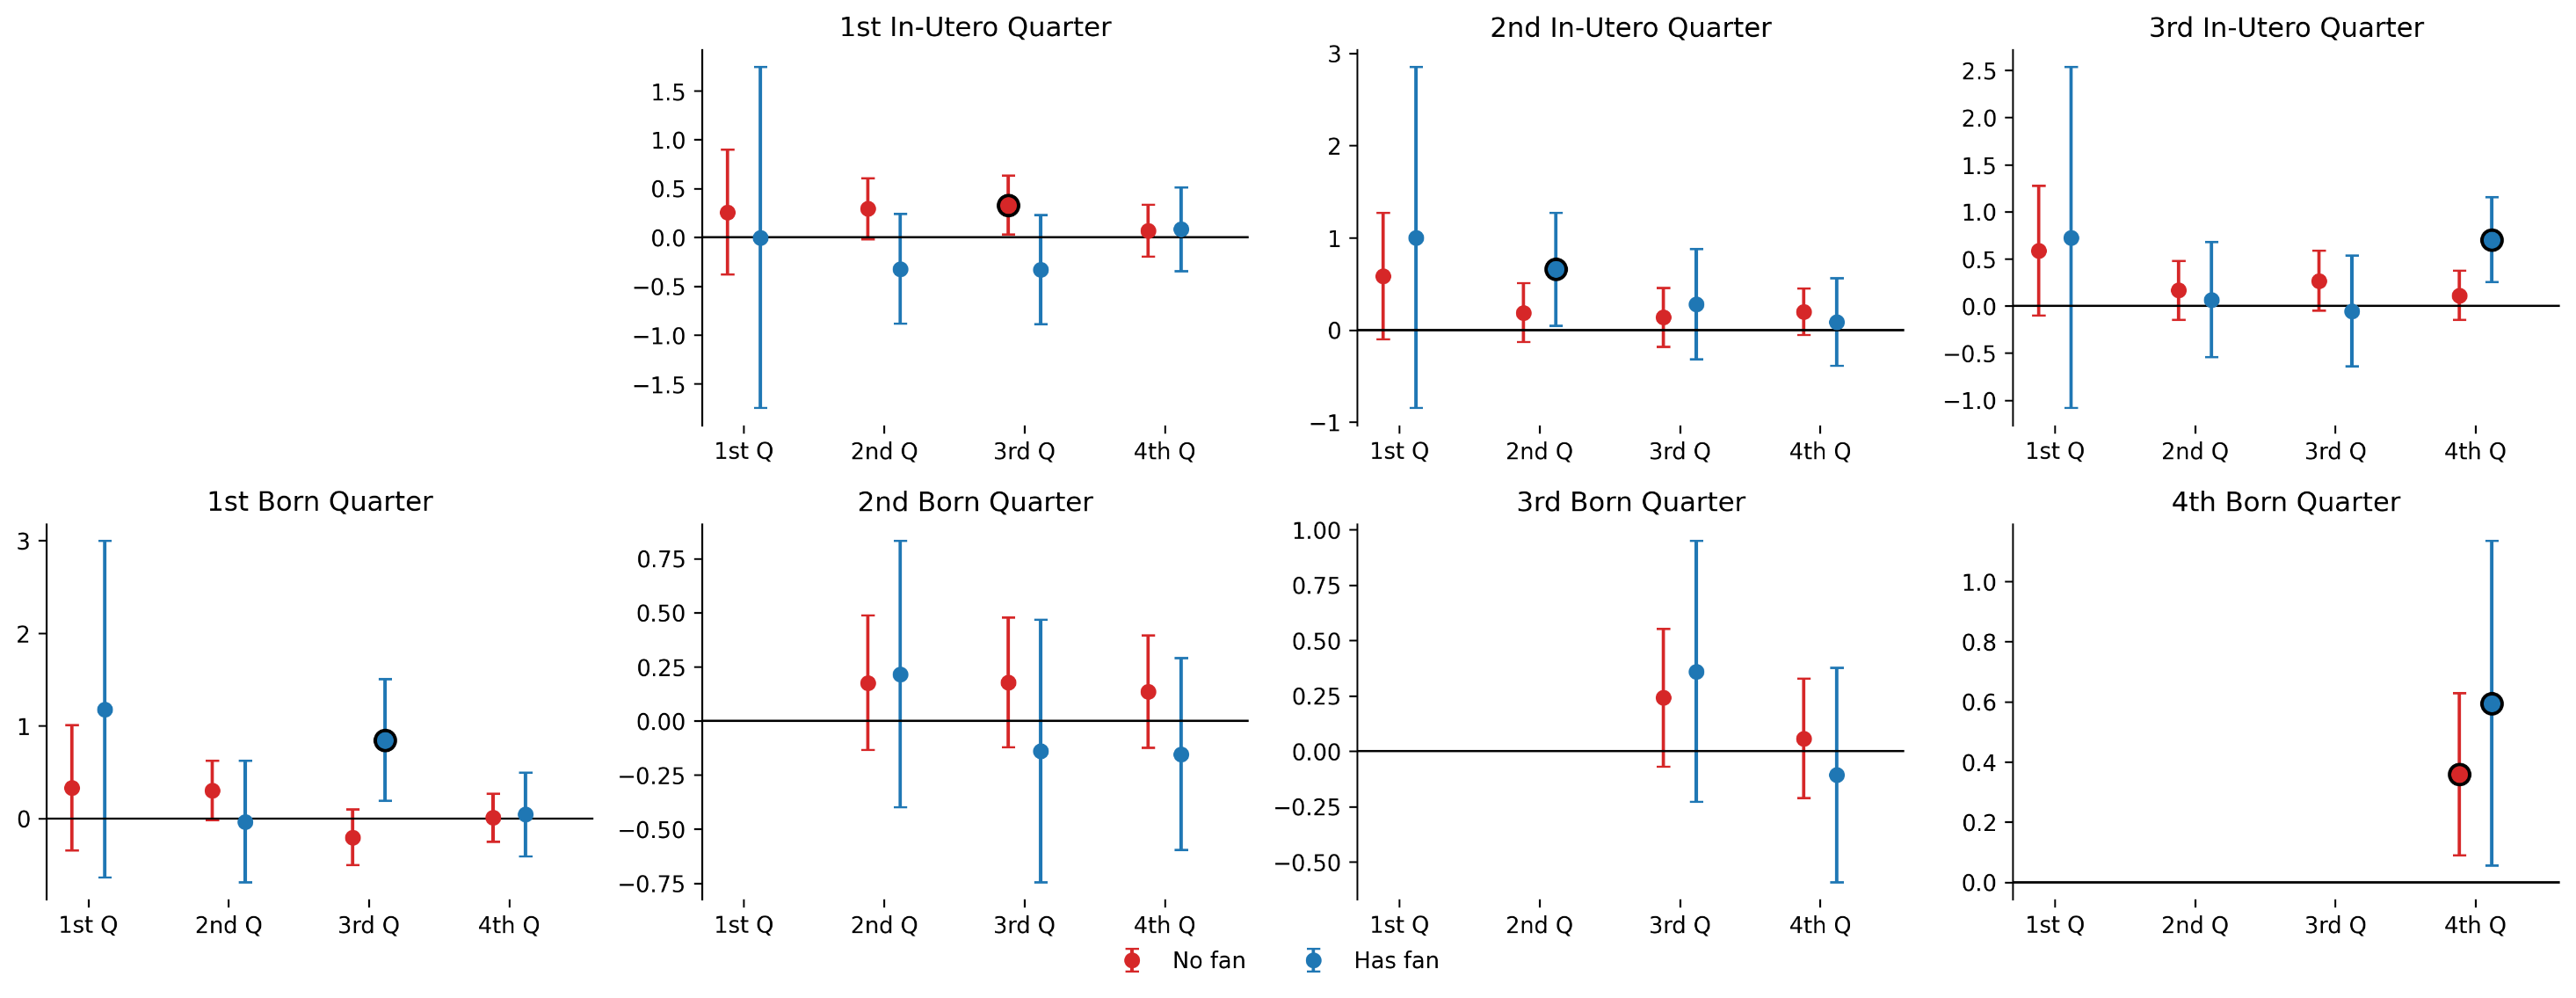 1st In-Utero Quarter
1.5
1.0
0.5
0.0
−0.5
−1.0
−1.5
1st Q 2nd Q 3rd Q 4th Q
2nd In-Utero Quarter
3
2
1
0
−1
1st Q 2nd Q 3rd Q 4th Q
3rd In-Utero Quarter
2.5
2.0
1.5
1.0
0.5
0.0
−0.5
−1.0
1st Q 2nd Q 3rd Q 4th Q
1st Born Quarter
3
2
1
0
1st Q 2nd Q 3rd Q 4th Q
2nd Born Quarter
0.75
0.50
0.25
0.00
−0.25
−0.50
−0.75
1st Q 2nd Q 3rd Q 4th Q
3rd Born Quarter
1.00
0.75
0.50
0.25
0.00
−0.25
−0.50
1st Q 2nd Q 3rd Q 4th Q
4th Born Quarter
1.0
0.8
0.6
0.4
0.2
0.0
1st Q 2nd Q 3rd Q 4th Q
No fan Has fan